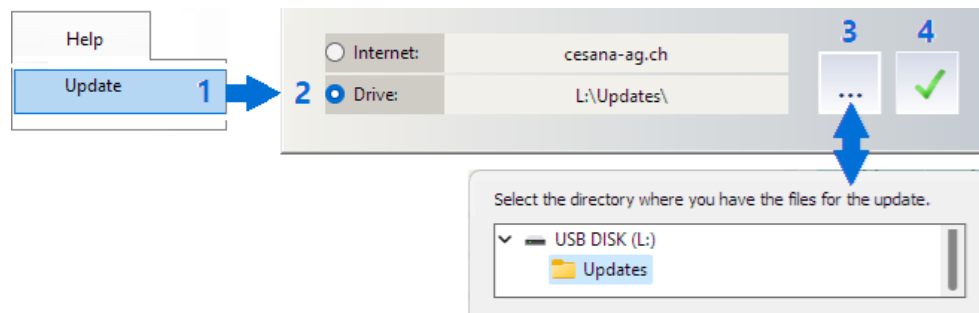 Help
Update 1
3 4
Internet: cesana-ag.ch
2 Drive: L:\Updates\
...
Select the directory where you have the files for the update.
USB DISK (L:)
Updates